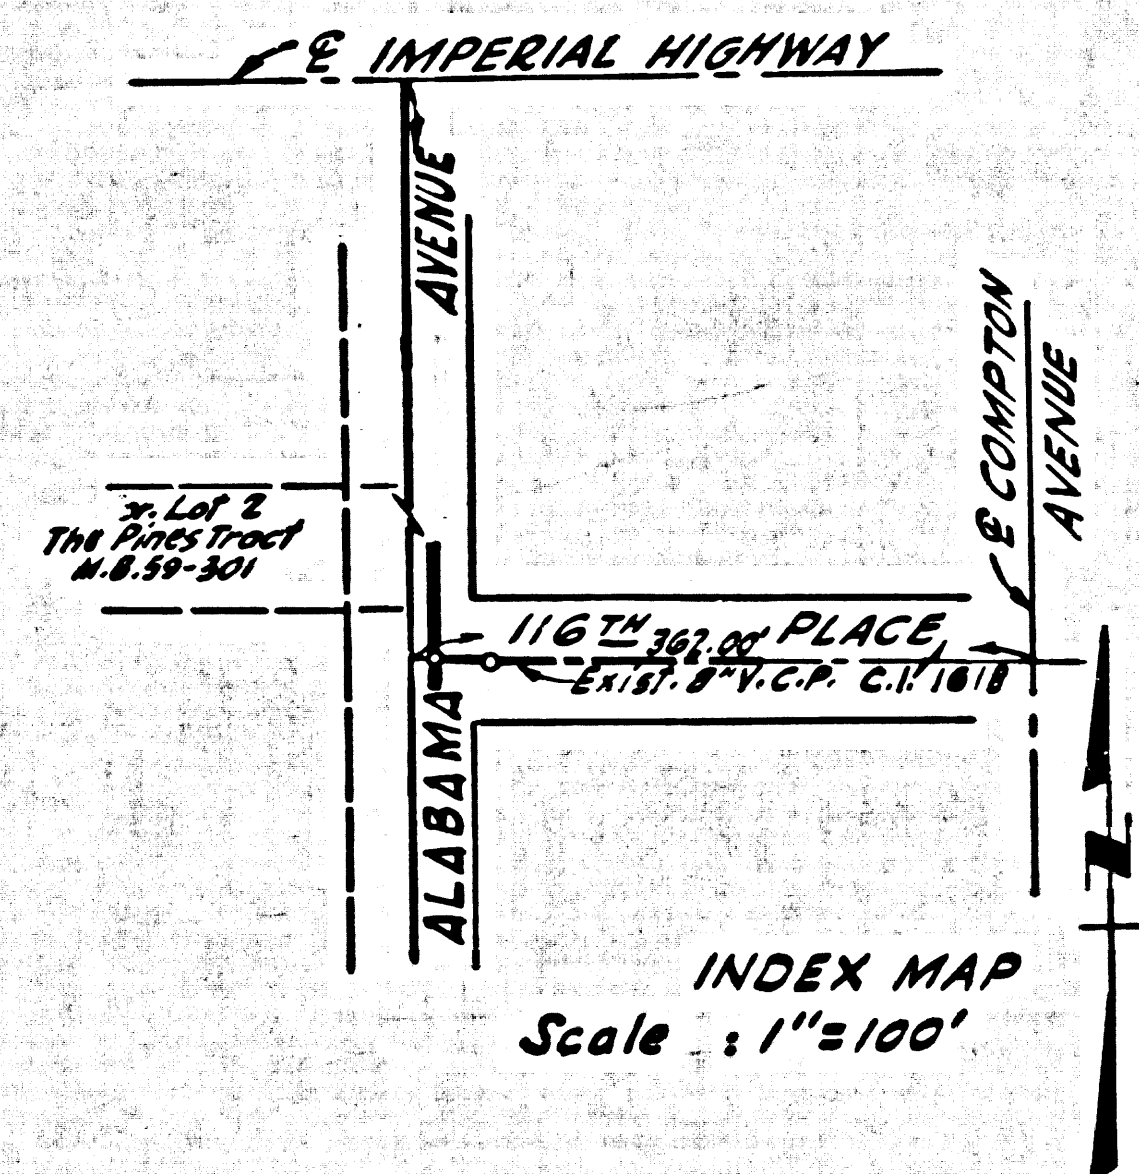 ℄ IMPERIAL HIGHWAY
AVENUE
℄ COMPTON
AVENUE
Lot 2
The Pines Tract
M.B.59-301
116TH 362.00' PLACE
Exist. 8" V.C.P. C.I. 1618
ALABAMA
N
INDEX MAP
Scale : 1"=100'